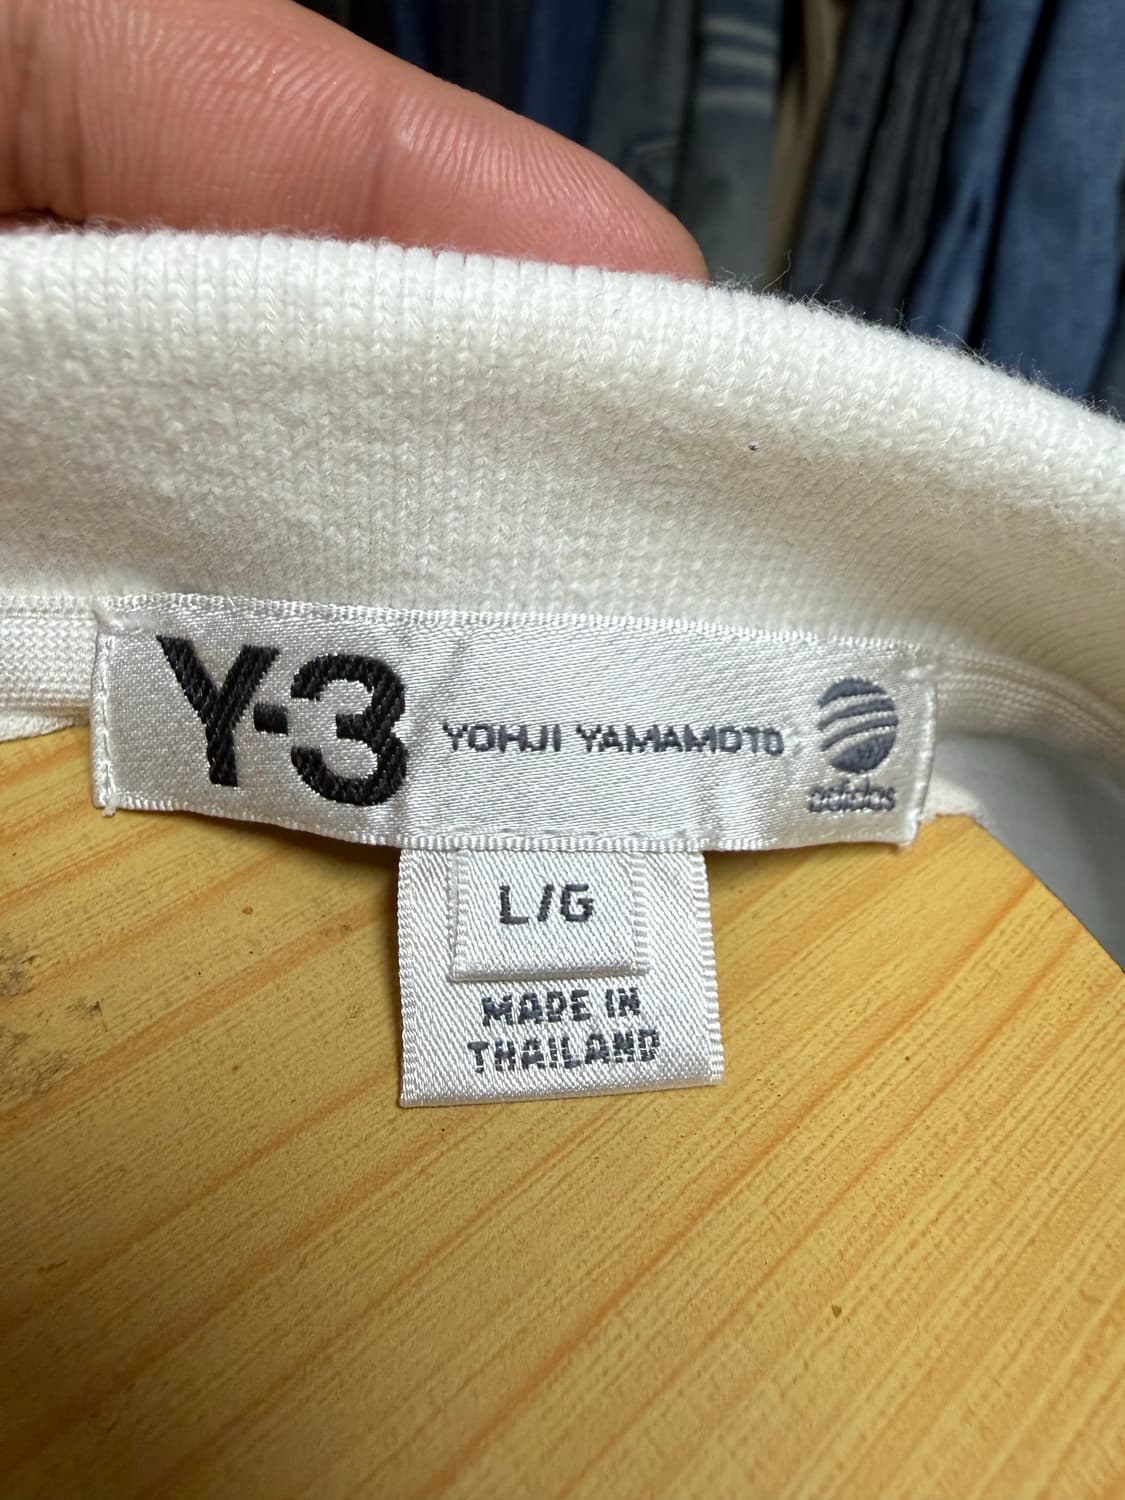 Y-3 YOHJI YAMAMOTO adidas
L/G
MADE IN
THAILAND